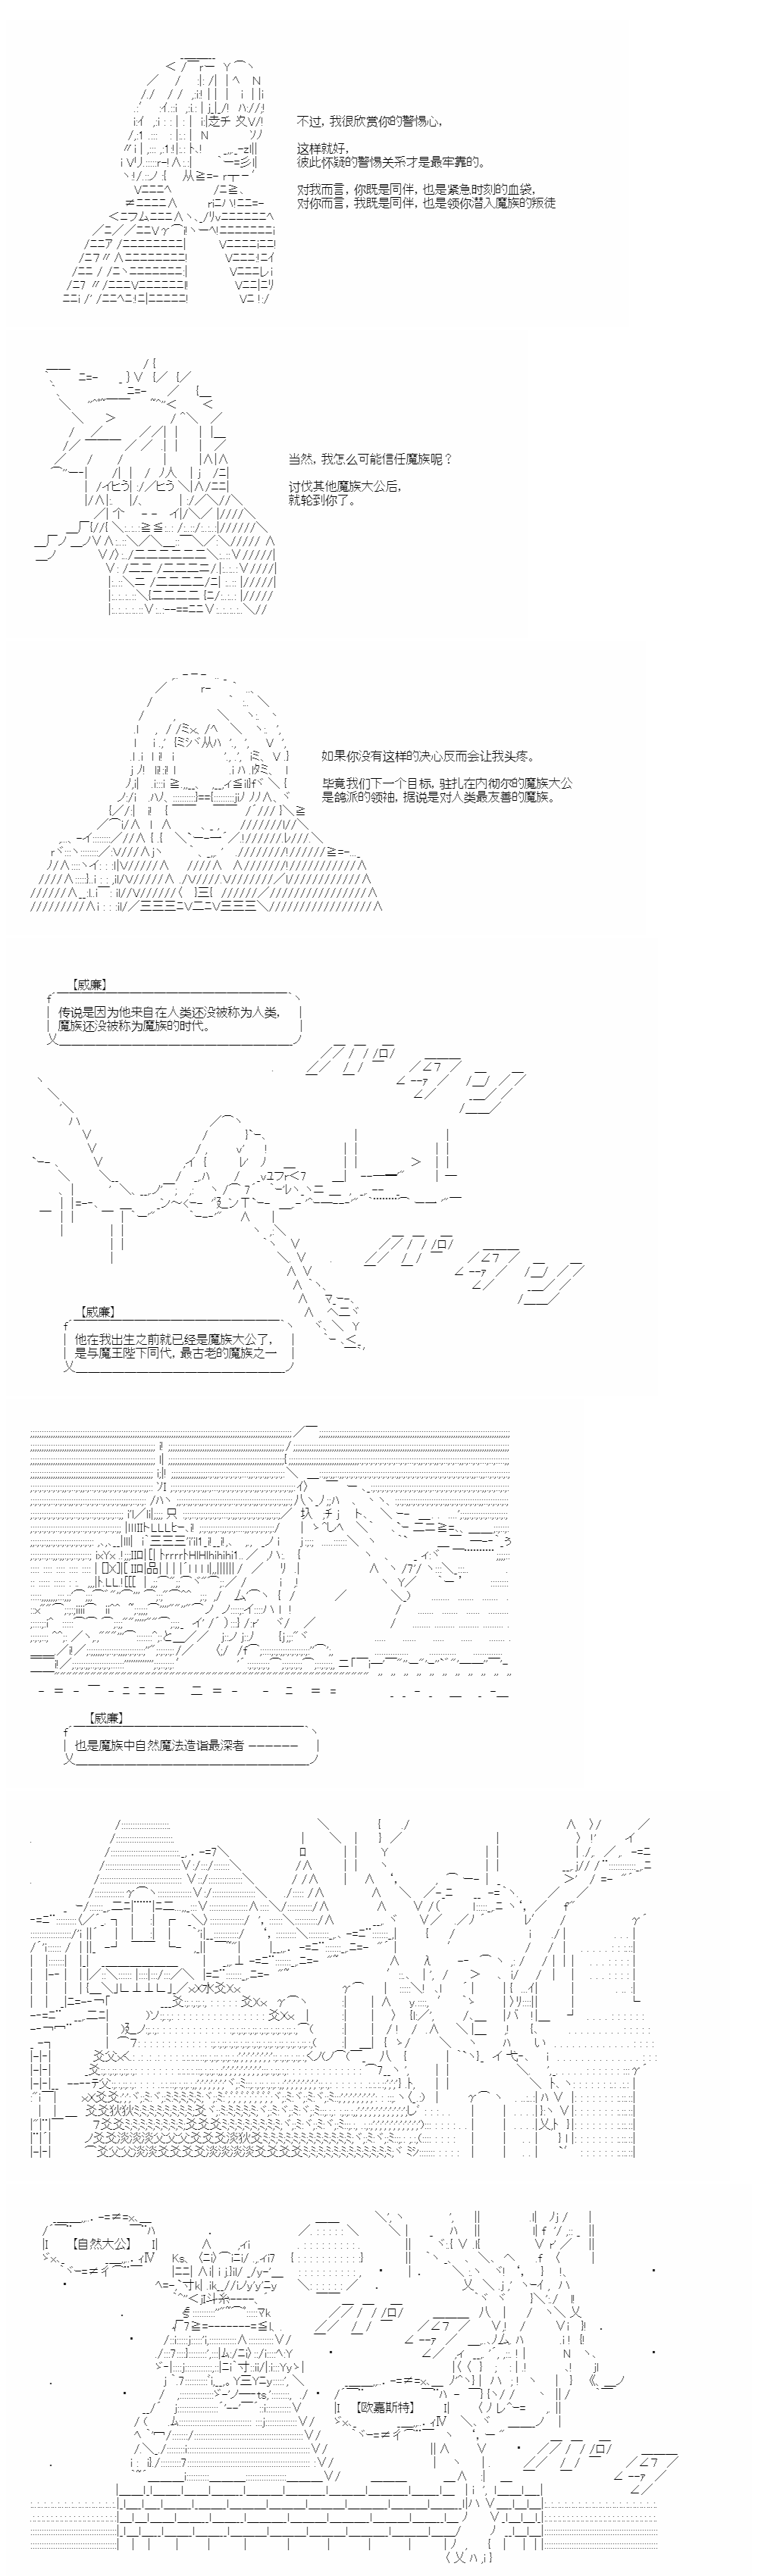 不过，我很欣赏你的警惕心，
这样就好，
彼此怀疑的警惕关系才是最牢靠的。
对我而言，你既是同伴，也是紧急时刻的血袋，
对你而言，我既是同伴，也是领你潜入魔族的叛徒
当然，我怎么可能信任魔族呢？
讨伐其他魔族大公后，
就轮到你了。
如果你没有这样的决心反而会让我头疼。
毕竟我们下一个目标，驻扎在内彻尔的魔族大公
是鸽派的领袖，据说是对人类最友善的魔族。
【威廉】
传说是因为他来自在人类还没被称为人类，
魔族还没被称为魔族的时代。
【威廉】
他在我出生之前就已经是魔族大公了，
是与魔王陛下同代，最古老的魔族之一
【威廉】
也是魔族中自然魔法造诣最深者 ------
【自然大公】
【欧嘉斯特】